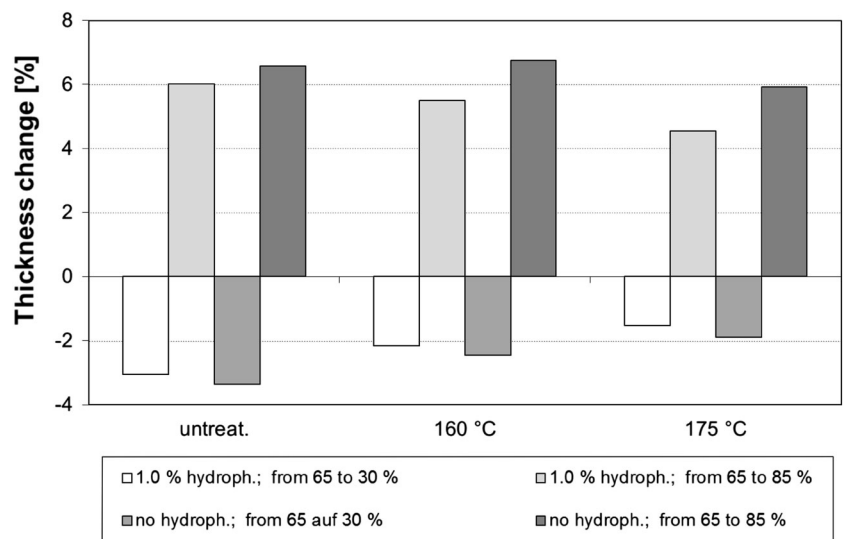 Thickness change [%]
8
6
4
2
0
-2
-4
untreat. 160 °C 175 °C
1.0 % hydroph.; from 65 to 30 % 1.0 % hydroph.; from 65 to 85 %
no hydroph.; from 65 auf 30 % no hydroph.; from 65 to 85 %